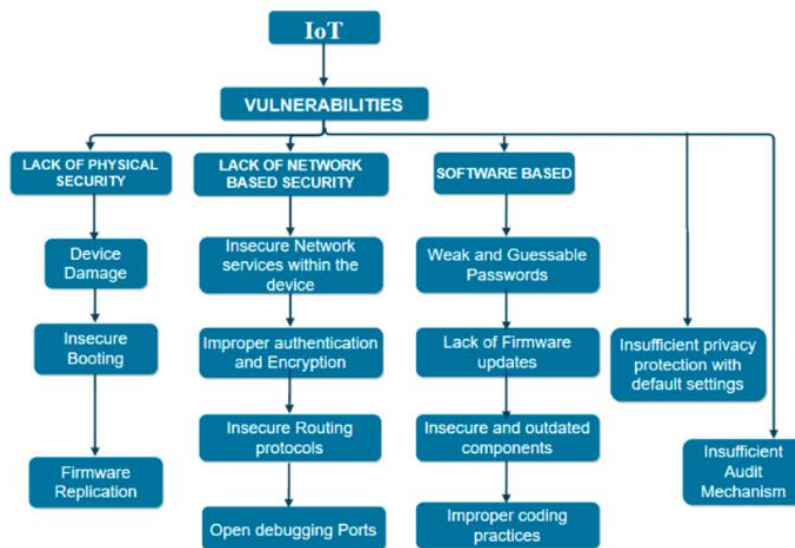 IoT
VULNERABILITIES
LACK OF PHYSICAL
SECURITY
LACK OF NETWORK
BASED SECURITY
SOFTWARE BASED
Device
Damage
Insecure Network
services within the
device
Weak and Guessable
Passwords
Insecure
Booting
Improper authentication
and Encryption
Lack of Firmware
updates
Insufficient privacy
protection with
default settings
Insecure Routing
protocols
Insecure and outdated
components
Firmware
Replication
Insufficient
Audit
Mechanism
Open debugging Ports
Improper coding
practices